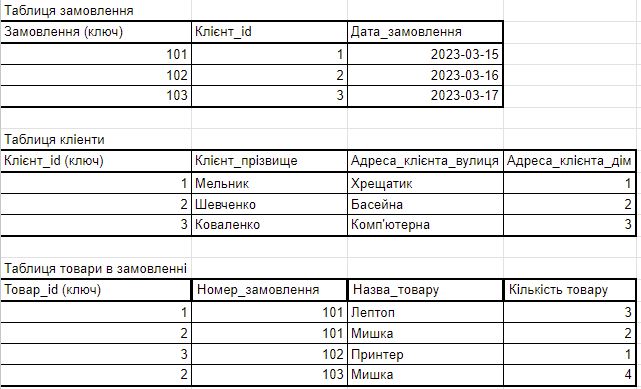 Таблиця замовлення
Замовлення (ключ) Клієнт_id Дата_замовлення
101 1 2023-03-15
102 2 2023-03-16
103 3 2023-03-17
Таблиця кліенти
Клієнт_id (ключ) Клієнт_прізвище Адреса_клієнта_вулиця Адреса_клієнта_дім
1 Мельник Хрещатик 1
2 Шевченко Басейна 2
3 Коваленко Комп'ютерна 3
Таблиця товари в замовленні
Товар_id (ключ) Номер_замовлення Назва_товару Кількість товару
1 101 Лептоп 3
2 101 Мишка 2
3 102 Принтер 1
2 103 Мишка 4